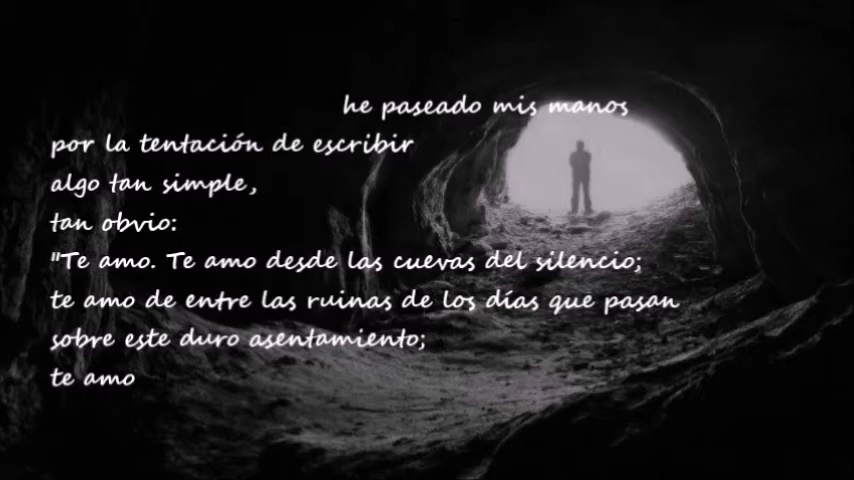 he paseado mis manos
por la tentación de escribir
algo tan simple,
tan obvio:
"Te amo. Te amo desde las cuevas del silencio;
te amo de entre las ruinas de los días que pasan
sobre este duro asentamiento;
te amo